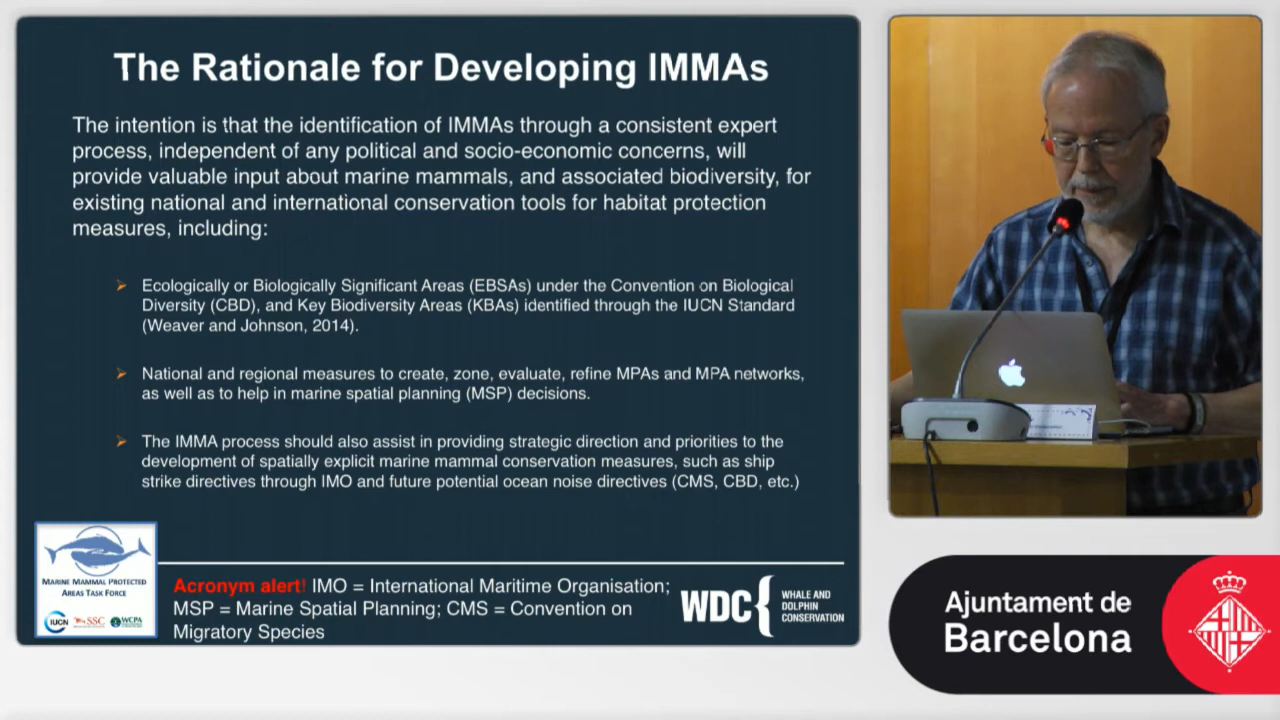 The Rationale for Developing IMMAs
The intention is that the identification of IMMAs through a consistent expert
process, independent of any political and socio-economic concerns, will
provide valuable input about marine mammals, and associated biodiversity, for
existing national and international conservation tools for habitat protection
measures, including:
Ecologically or Biologically Significant Areas (EBSAs) under the Convention on Biological
Diversity (CBD), and Key Biodiversity Areas (KBAs) identified through the IUCN Standard
(Weaver and Johnson, 2014).
National and regional measures to create, zone, evaluate, refine MPAs and MPA networks,
as well as to help in marine spatial planning (MSP) decisions.
The IMMA process should also assist in providing strategic direction and priorities to the
development of spatially explicit marine mammal conservation measures, such as ship
strike directives through IMO and future potential ocean noise directives (CMS, CBD, etc.)
MARINE MAMMAL PROTECTED
AREAS TASK FORCE
IUCN SSC WCPA
Acronym alert! IMO = International Maritime Organisation;
MSP = Marine Spatial Planning; CMS = Convention on
Migratory Species
WDC
WHALE AND
DOLPHIN
CONSERVATION
Ajuntament de
Barcelona